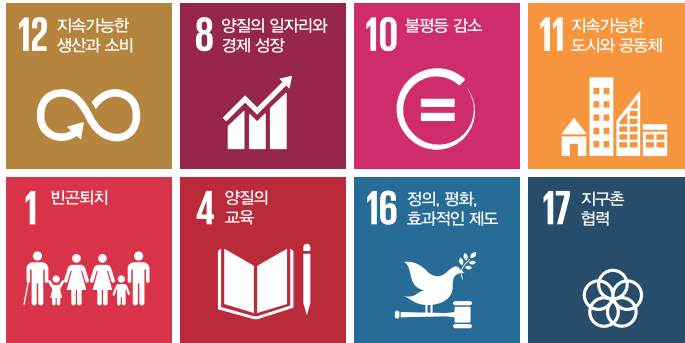 12 지속가능한
생산과 소비
8 양질의 일자리와
경제 성장
10 불평등 감소
11 지속가능한
도시와 공동체
1 빈곤퇴치
4 양질의
교육
16 정의, 평화,
효과적인 제도
17 지구촌
협력